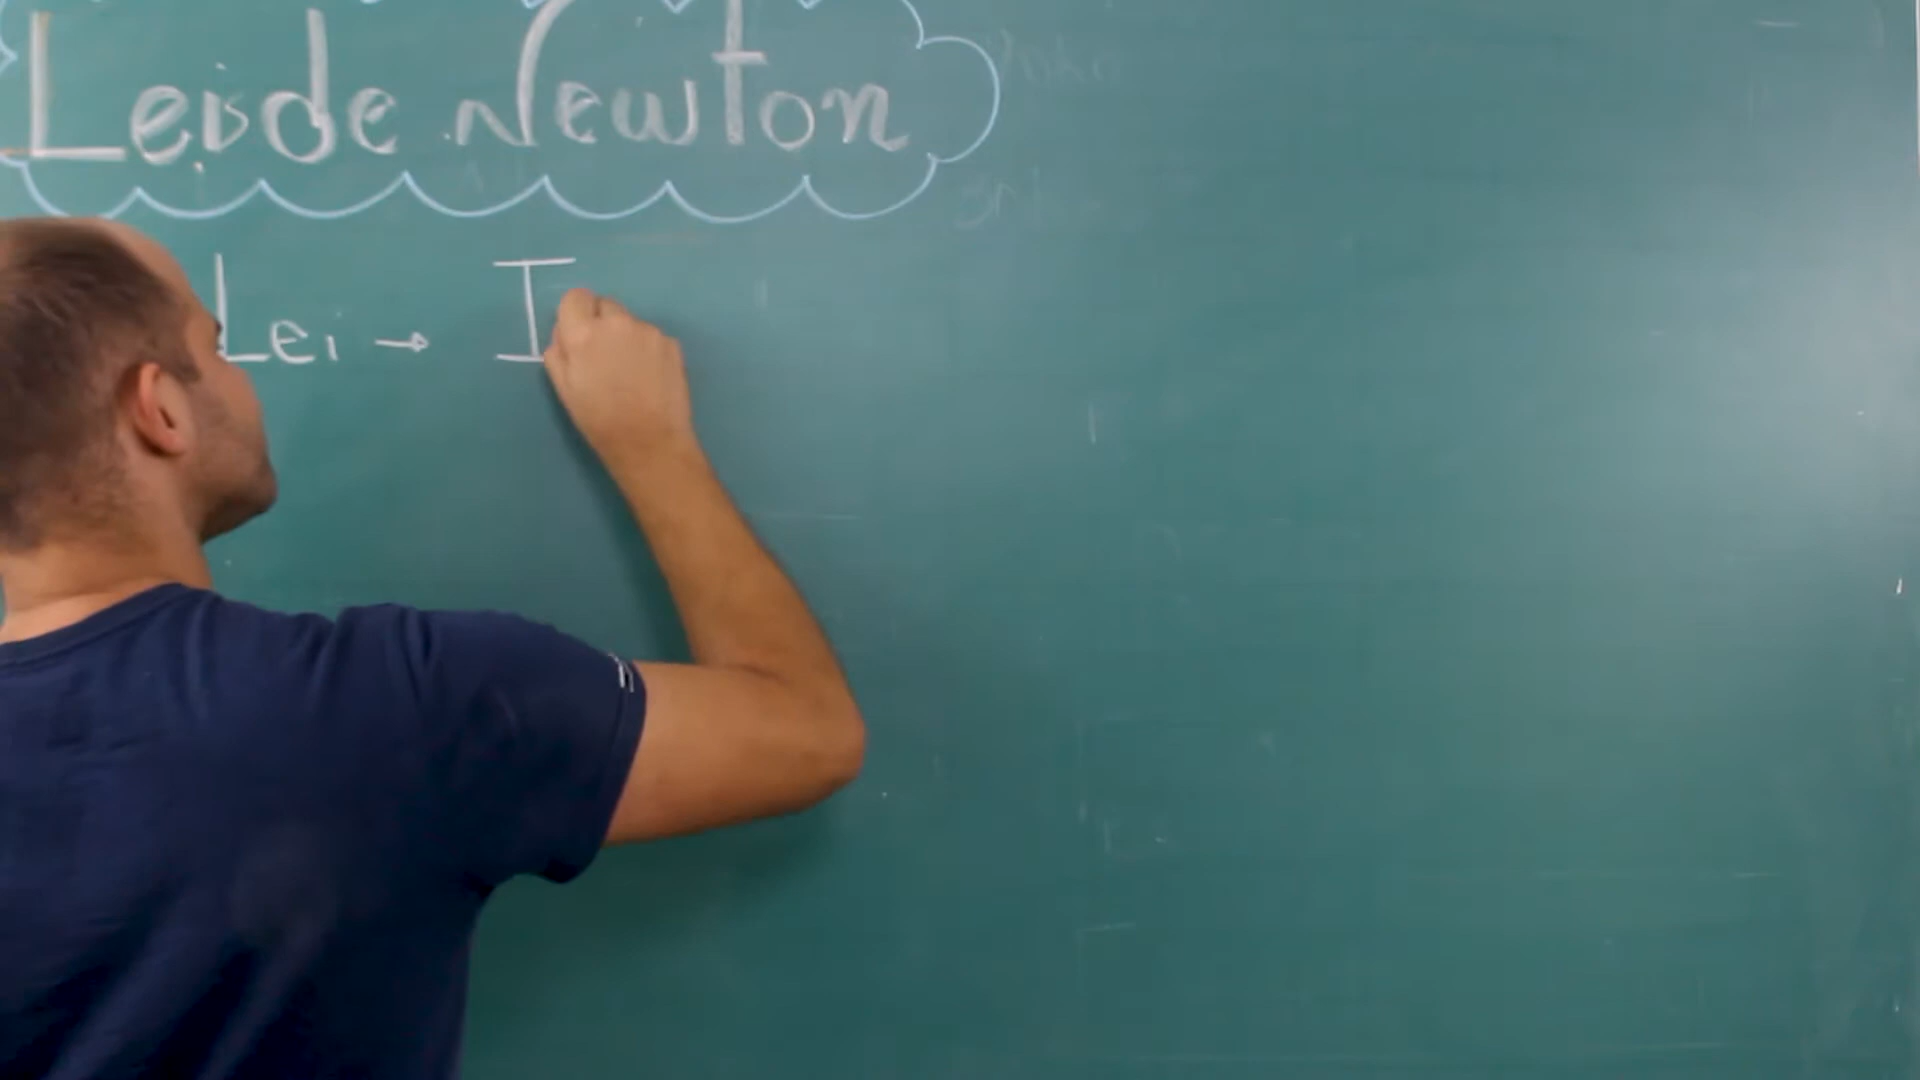 Leis de Newton
Lei → I